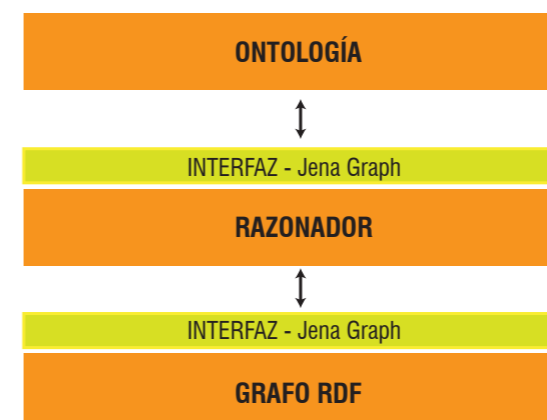 ONTOLOGÍA
INTERFAZ - Jena Graph
RAZONADOR
INTERFAZ - Jena Graph
GRAFO RDF